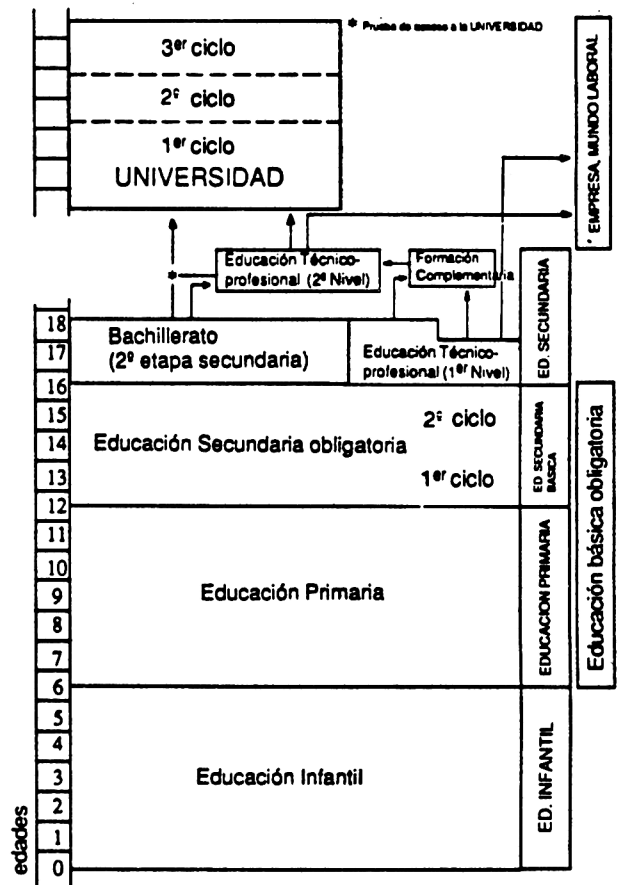 * Prueba de acceso a la UNIVERSIDAD
3er ciclo
2º ciclo
1er ciclo
UNIVERSIDAD
* EMPRESA, MUNDO LABORAL
Educación Técnico-
profesional (2º Nivel)
Formación
Complementaria
*
18
Bachillerato
(2º etapa secundaria)
17
Educación Técnico-
profesional (1er Nivel)
ED. SECUNDARIA
16
15
2º ciclo
14
Educación Secundaria obligatoria
13
1er ciclo
ED. SECUNDARIA
BASICA
12
11
10
9
Educación Primaria
8
7
EDUCACION PRIMARIA
Educación básica obligatoria
6
5
4
3
Educación Infantil
2
1
0
ED. INFANTIL
edades